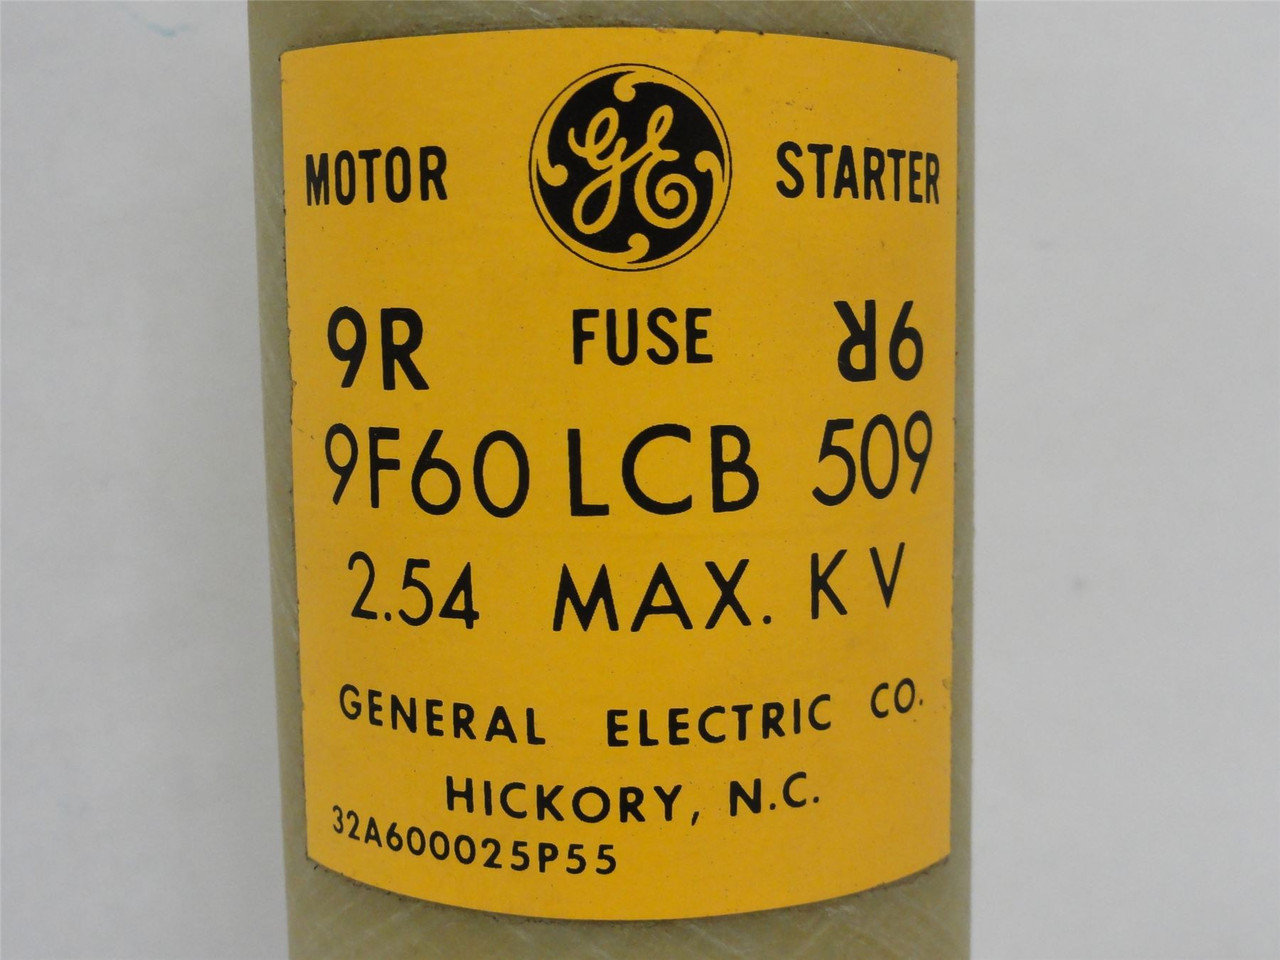 MOTOR GE STARTER
9R FUSE 9R
9F60 LCB 509
2.54 MAX. KV
GENERAL ELECTRIC CO.
HICKORY, N.C.
32A600025P55